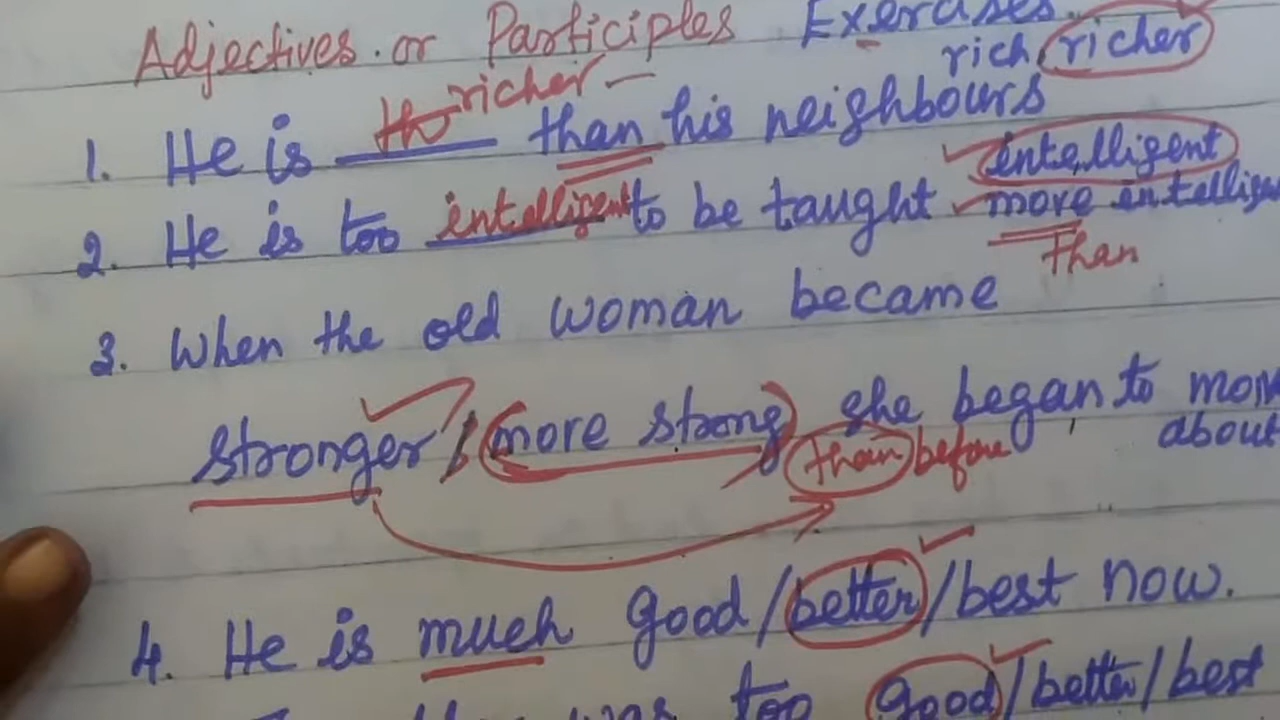 Adjectives. or Participles Exercises.
rich, richer
richer -
1. He is than his neighbours
intelligent
2. He is too intelligent to be taught more
than
3. When the old woman became
stronger / more strong she began to
than before about
4. He is much good/better/best now.
was too good/better/best